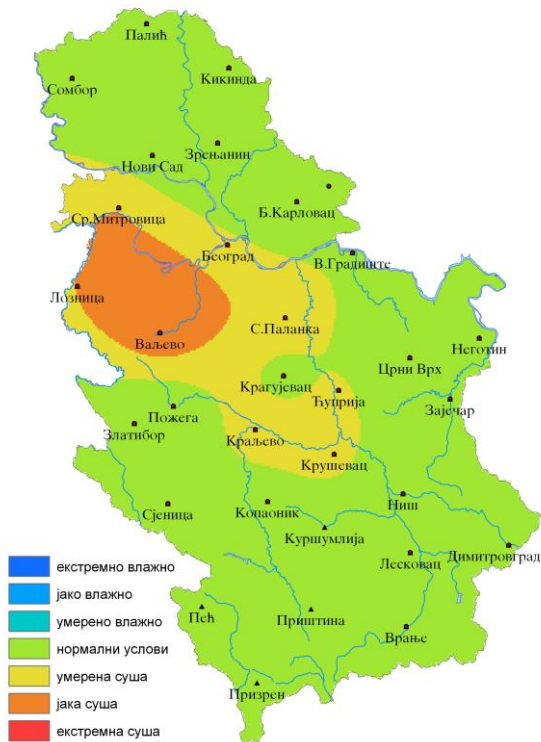 Палић
Кикинда
Сомбор
Зрењанин
Нови Сад
Б.Карловац
Ср.Митровица
Београд
В.Градиште
Лозница
С.Паланка
Ваљево
Неготин
Црни Врх
Крагујевац
Ћуприја
Зајечар
Пожега
Златибор
Краљево
Крушевац
Сјеница
Копаоник
Ниш
Куршумлија
Димитровград
Лесковац
Пећ
Приштина
Врање
Призрен
екстремно влажно
јако влажно
умерено влажно
нормални услови
умерена суша
јака суша
екстремна суша